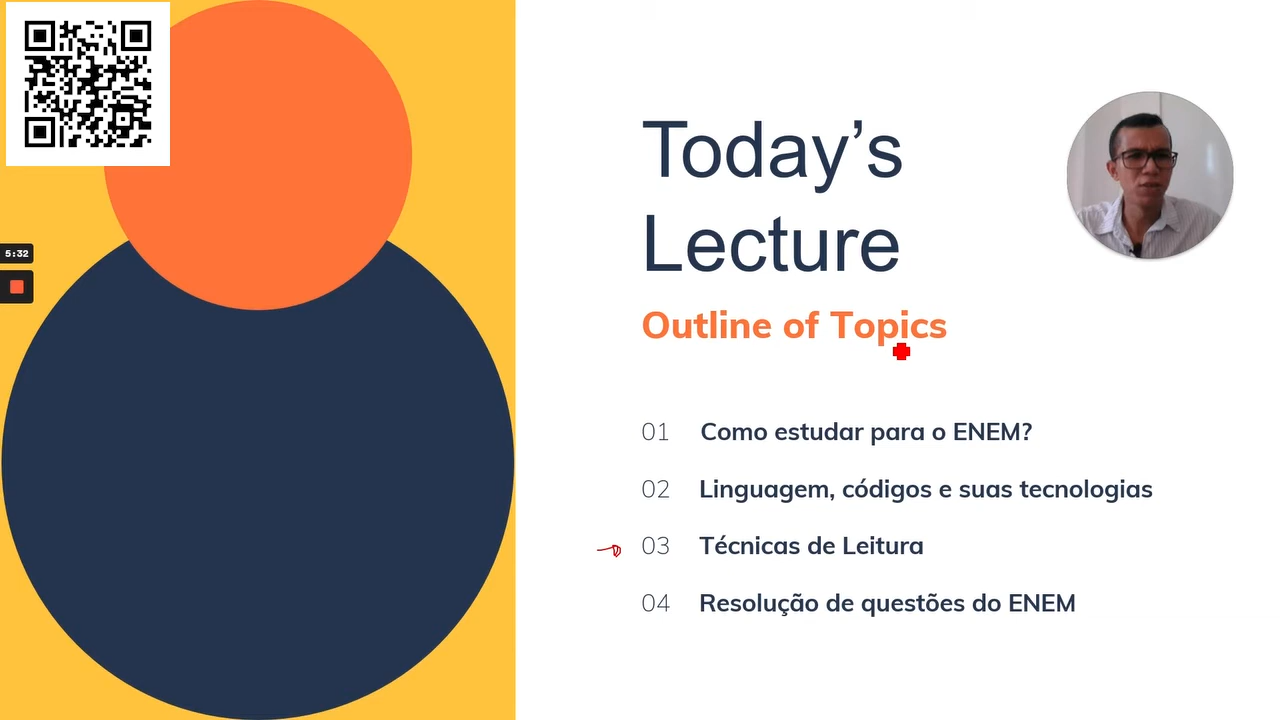 5:32
Today’s
Lecture
Outline of Topics
01 Como estudar para o ENEM?
02 Linguagem, códigos e suas tecnologias
03 Técnicas de Leitura
04 Resolução de questões do ENEM